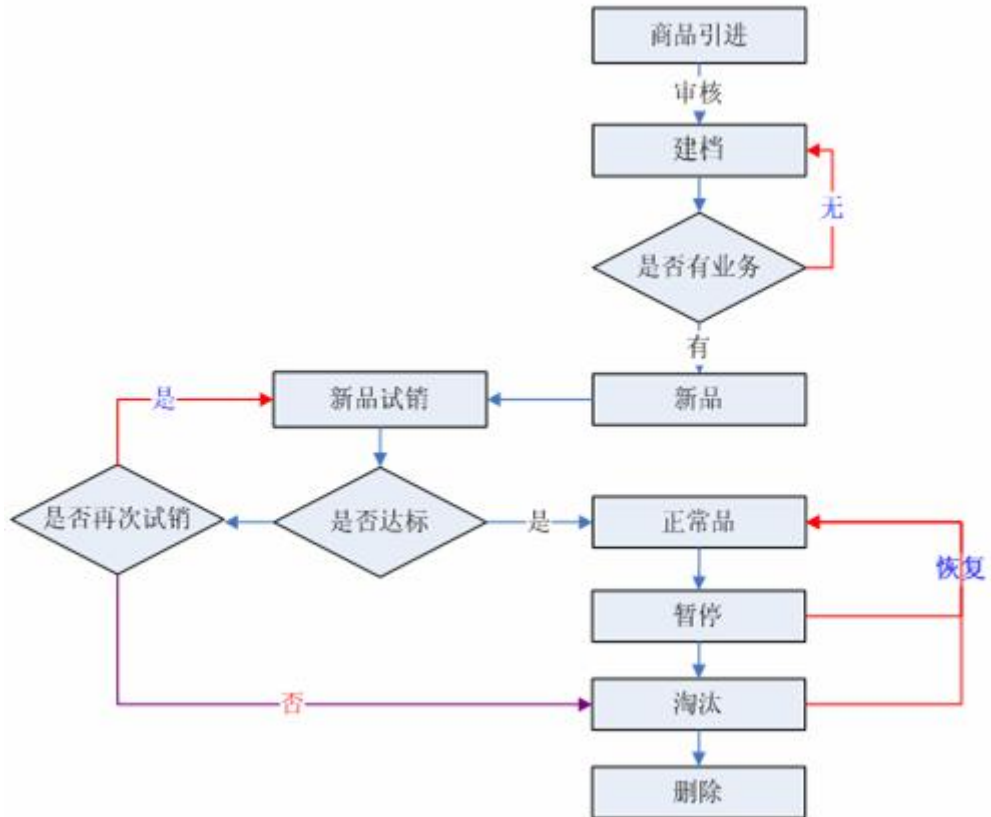 商品引进
审核
建档
无
是否有业务
有
是
新品试销
新品
是否再次试销
是否达标
是
正常品
恢复
暂停
否
淘汰
删除